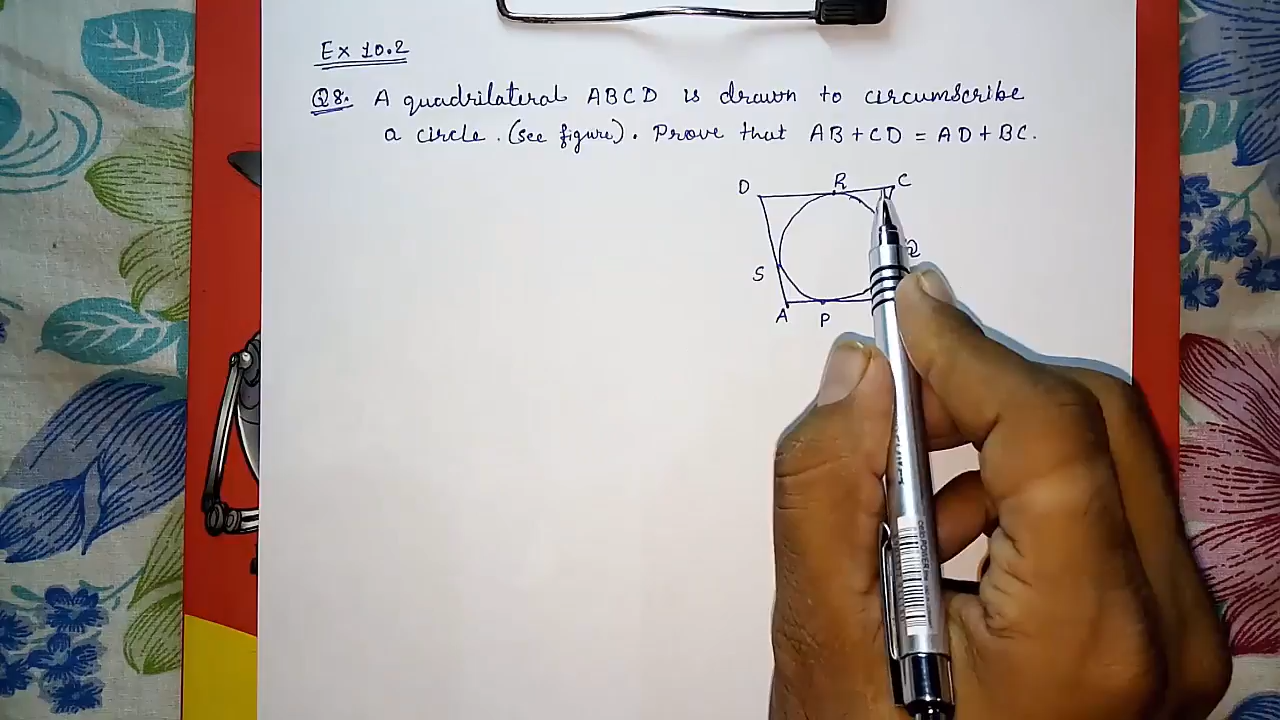 Ex 10.2
Q8. A quadrilateral ABCD is drawn to circumscribe
a circle. (see figure). Prove that AB + CD = AD + BC.
D R C
S Q
A P